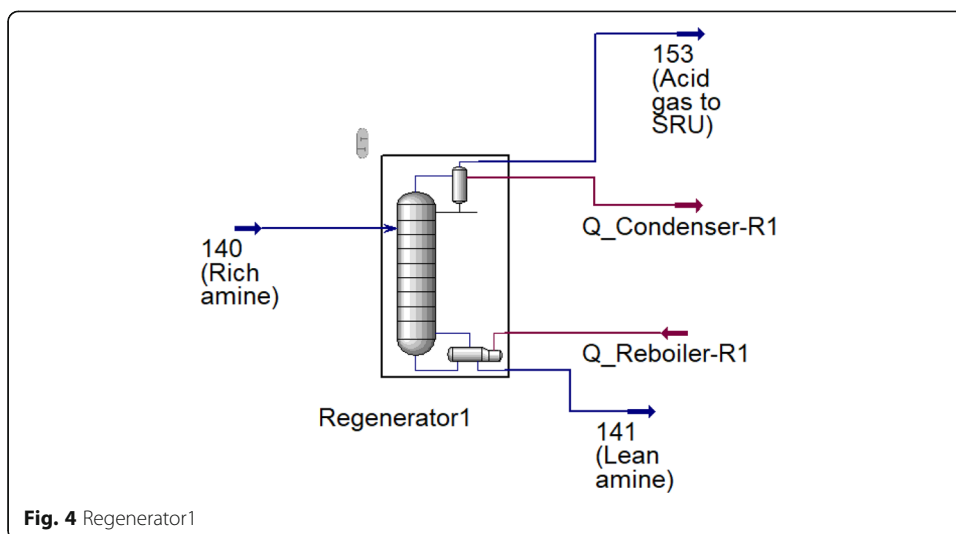 153
(Acid
gas to
SRU)
Q_Condenser-R1
140
(Rich
amine)
Q_Reboiler-R1
Regenerator1
141
(Lean
amine)
Fig. 4 Regenerator1